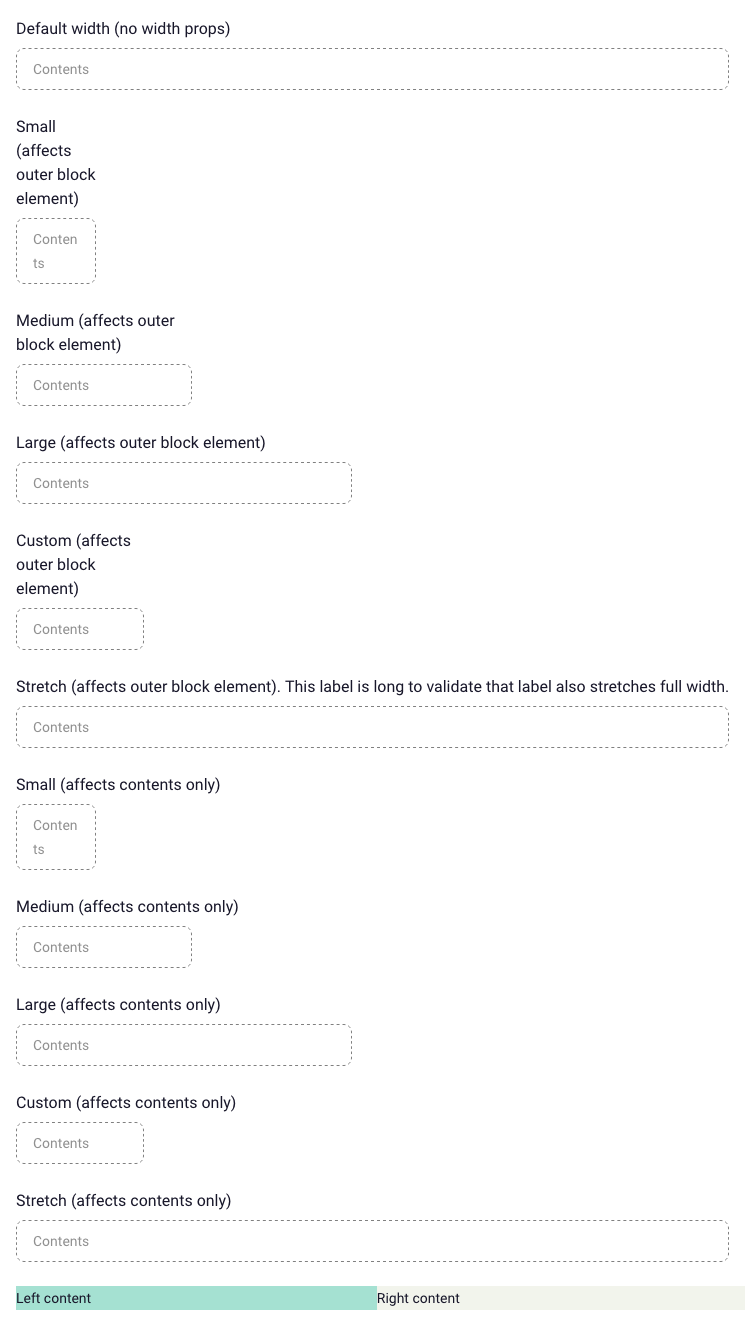 Default width (no width props)
Contents
Small
(affects
outer block
element)
Conten
ts
Medium (affects outer
block element)
Contents
Large (affects outer block element)
Contents
Custom (affects
outer block
element)
Contents
Stretch (affects outer block element). This label is long to validate that label also stretches full width.
Contents
Small (affects contents only)
Conten
ts
Medium (affects contents only)
Contents
Large (affects contents only)
Contents
Custom (affects contents only)
Contents
Stretch (affects contents only)
Contents
Left content Right content